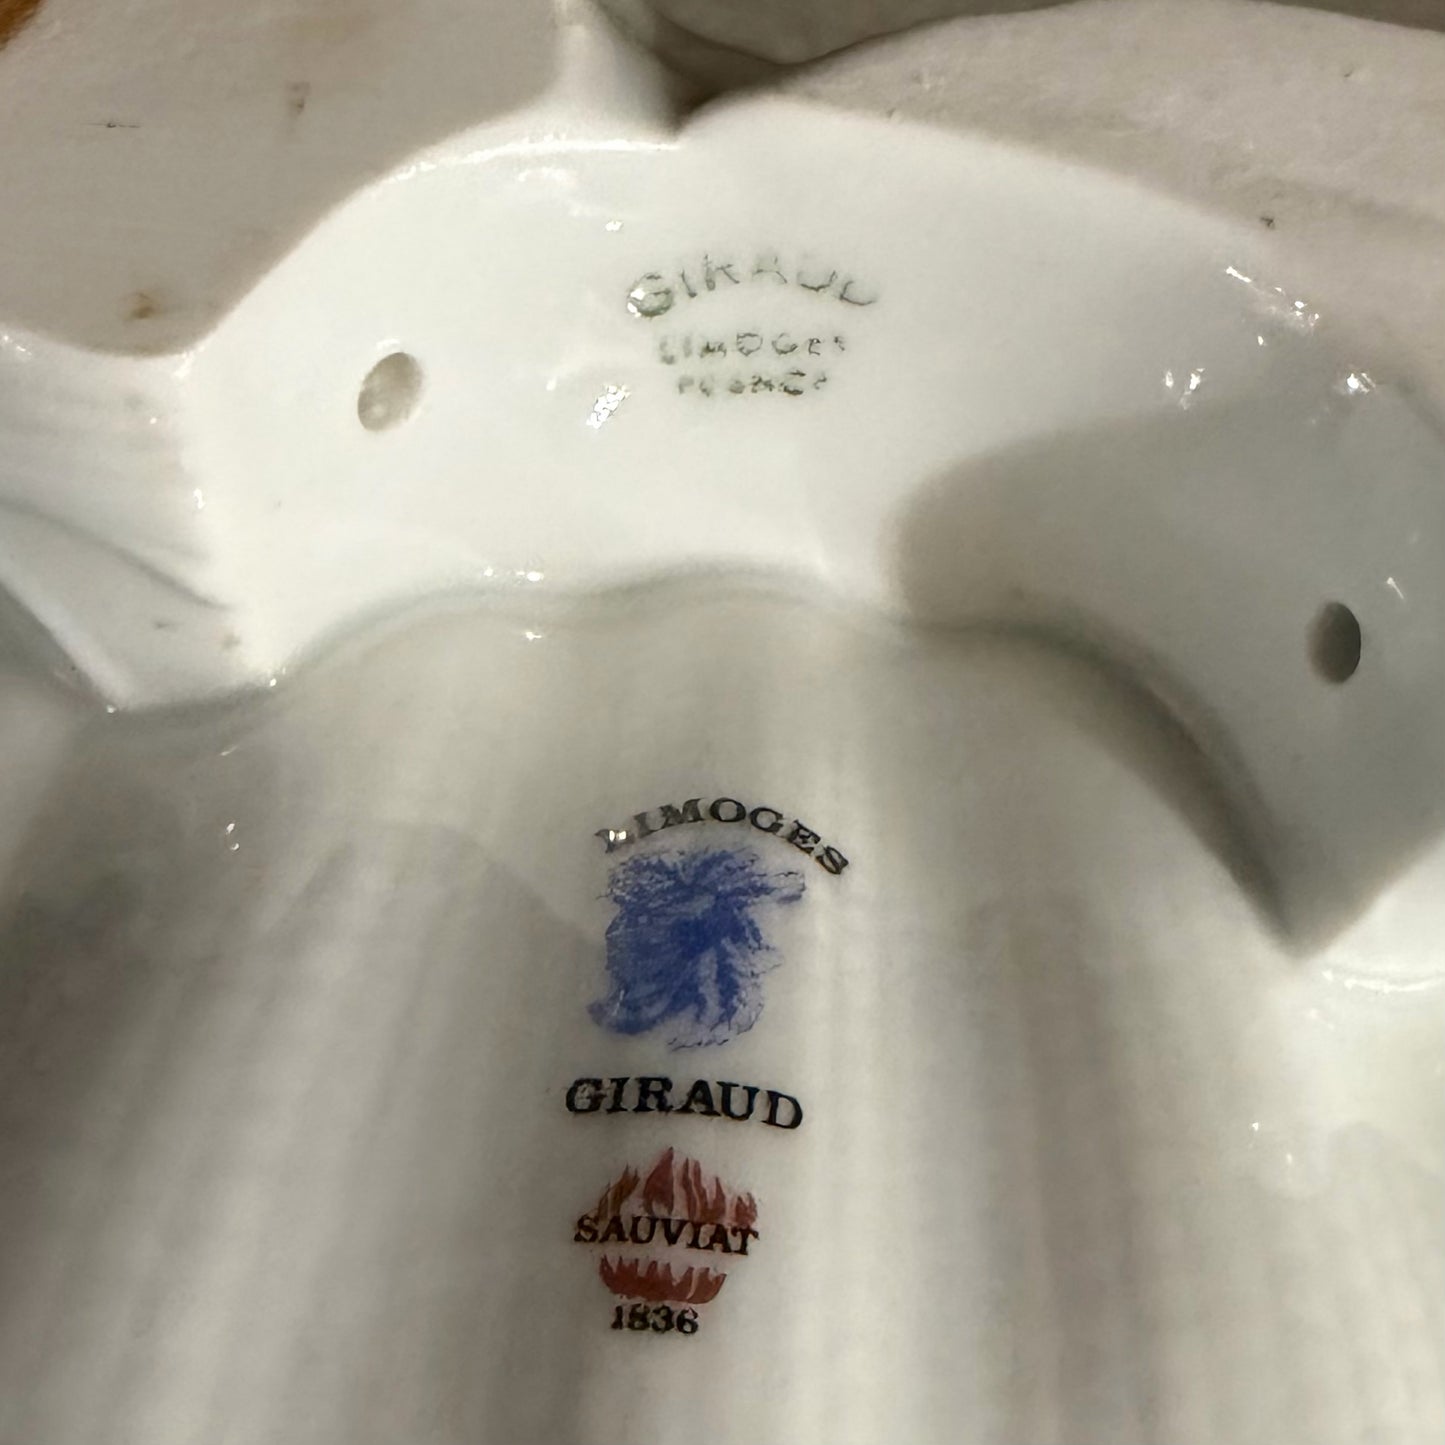 GIRAUD
LIMOGES
FRANCE
LIMOGES
GIRAUD
SAUVIAT
1836